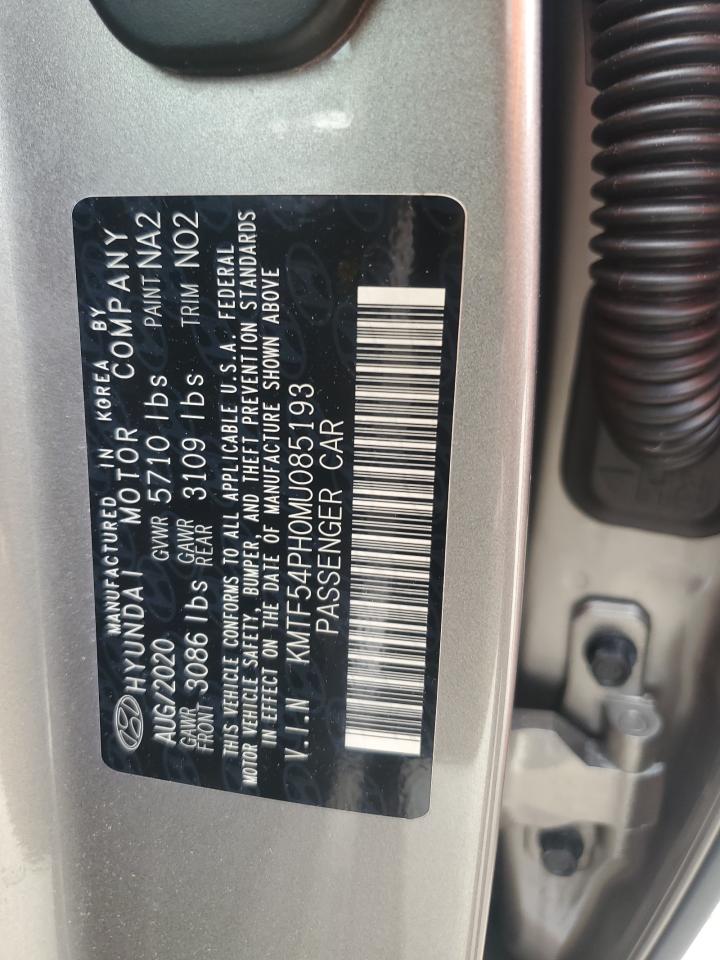 MANUFACTURED IN KOREA BY
HYUNDAI MOTOR COMPANY
AUG/2020 GVWR 5710 lbs PAINT NA2
GAWR FRONT 3086 lbs GAWR REAR 3109 lbs TRIM NO2
THIS VEHICLE CONFORMS TO ALL APPLICABLE U.S.A. FEDERAL
MOTOR VEHICLE SAFETY, BUMPER, AND THEFT PREVENTION STANDARDS
IN EFFECT ON THE DATE OF MANUFACTURE SHOWN ABOVE
V.I.N KMTF54PH0MU085193
PASSENGER CAR